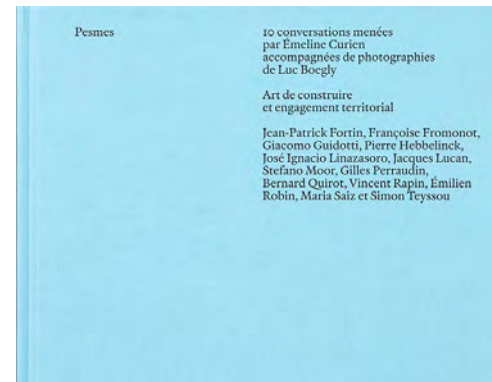 Pesmes
10 conversations menées
par Émeline Curien
accompagnées de photographies
de Luc Boegly
Art de construire
et engagement territorial
Jean-Patrick Fortin, Françoise Fromonot,
Giacomo Guidotti, Pierre Hebbelinck,
José Ignacio Linazasoro, Jacques Lucan,
Stefano Moor, Gilles Perraudin,
Bernard Quirot, Vincent Rapin, Émilien
Robin, Maria Saiz et Simon Teyssou